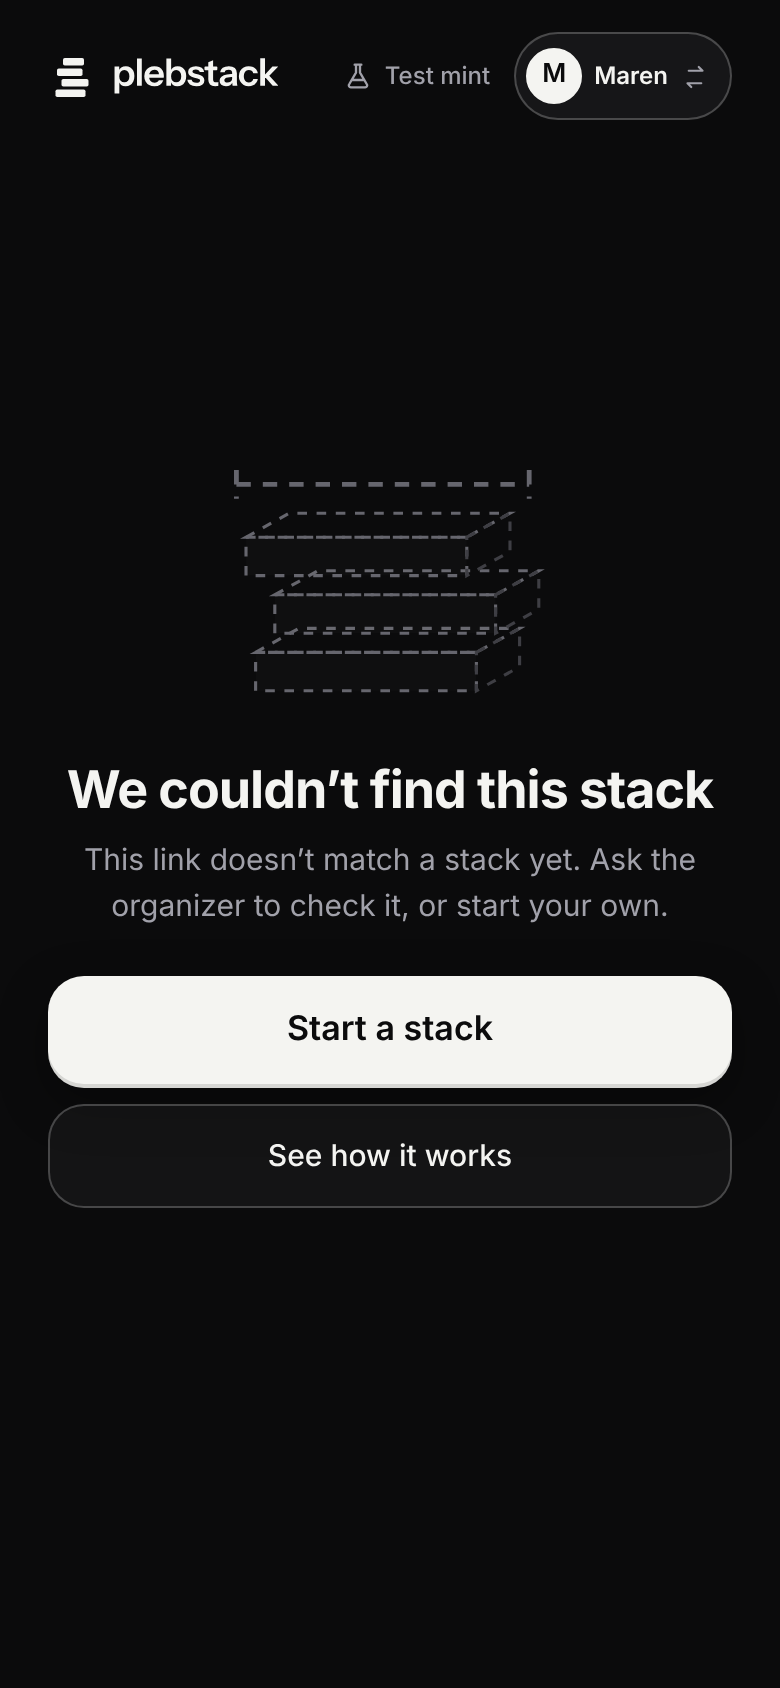 plebstack
Test mint
M
Maren
We couldn’t find this stack
This link doesn’t match a stack yet. Ask the
organizer to check it, or start your own.
Start a stack
See how it works